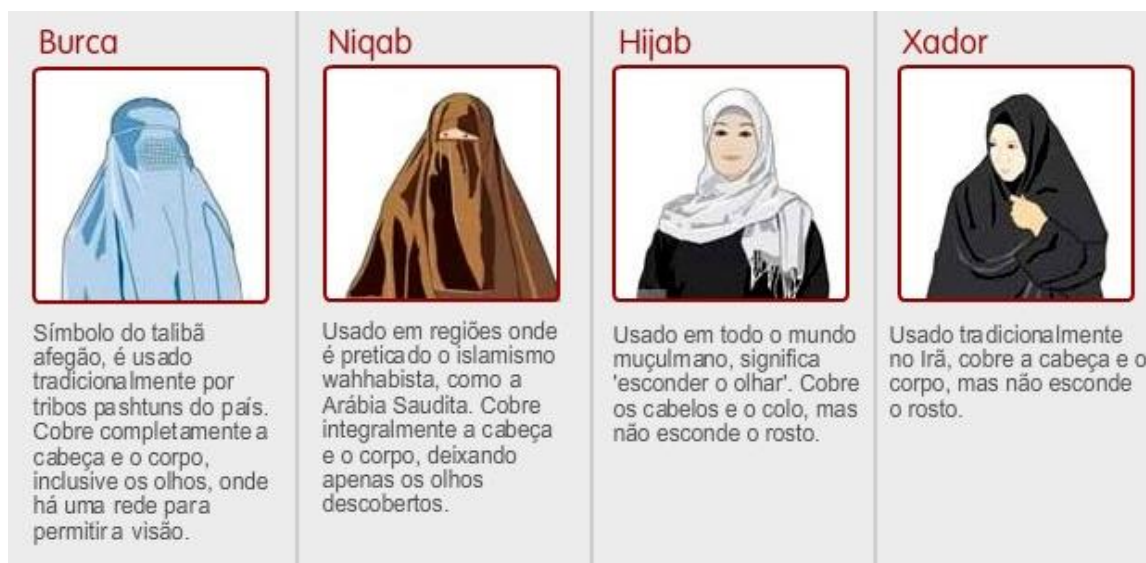 Burca
Símbolo do talibã
afegão, é usado
tradicionalmente por
tribos pashtuns do país.
Cobre completamente a
cabeça e o corpo,
inclusive os olhos, onde
há uma rede para
permitir a visão.
Niqab
Usado em regiões onde
é preticado o islamismo
wahhabista, como a
Arábia Saudita. Cobre
integralmente a cabeça
e o corpo, deixando
apenas os olhos
descobertos.
Hijab
Usado em todo o mundo
muçulmano, significa
'esconder o olhar'. Cobre
os cabelos e o colo, mas
não esconde o rosto.
Xador
Usado tradicionalmente
no Irã, cobre a cabeça e o
corpo, mas não esconde
o rosto.